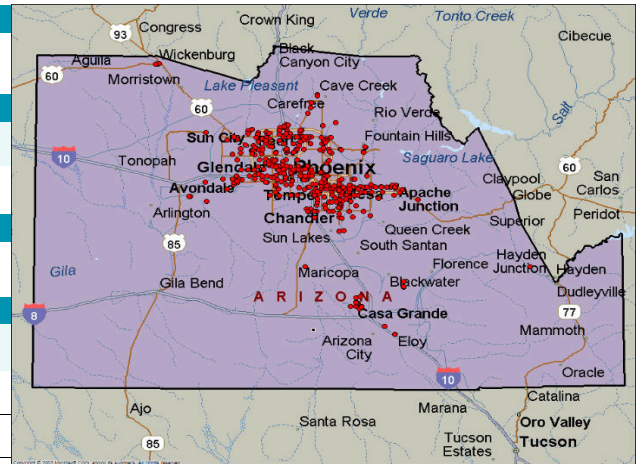 Crown King
Verde
Tonto Creek
93
Congress
Cibecue
Black
Canyon City
Wickenburg
Aguila
60
Morristown
Lake Pleasant
Cave Creek
Carefree
60
Rio Verde
Salt
Sun City
Fountain Hills
10
Tonopah
Glendale
Phoenix
Saguaro Lake
60
Claypool
San
Carlos
Globe
Avondale
Tempe
Mesa
Apache
Junction
Arlington
Chandler
Superior
Peridot
Queen Creek
85
Sun Lakes
South Santan
Hayden
Junction
Florence
Hayden
Gila
Maricopa
Gila Bend
Blackwater
Dudleyville
ARIZONA
8
Casa Grande
77
Mammoth
Arizona
City
Eloy
10
Oracle
Catalina
Ajo
Marana
Santa Rosa
Oro Valley
85
Tucson
Estates
Tucson